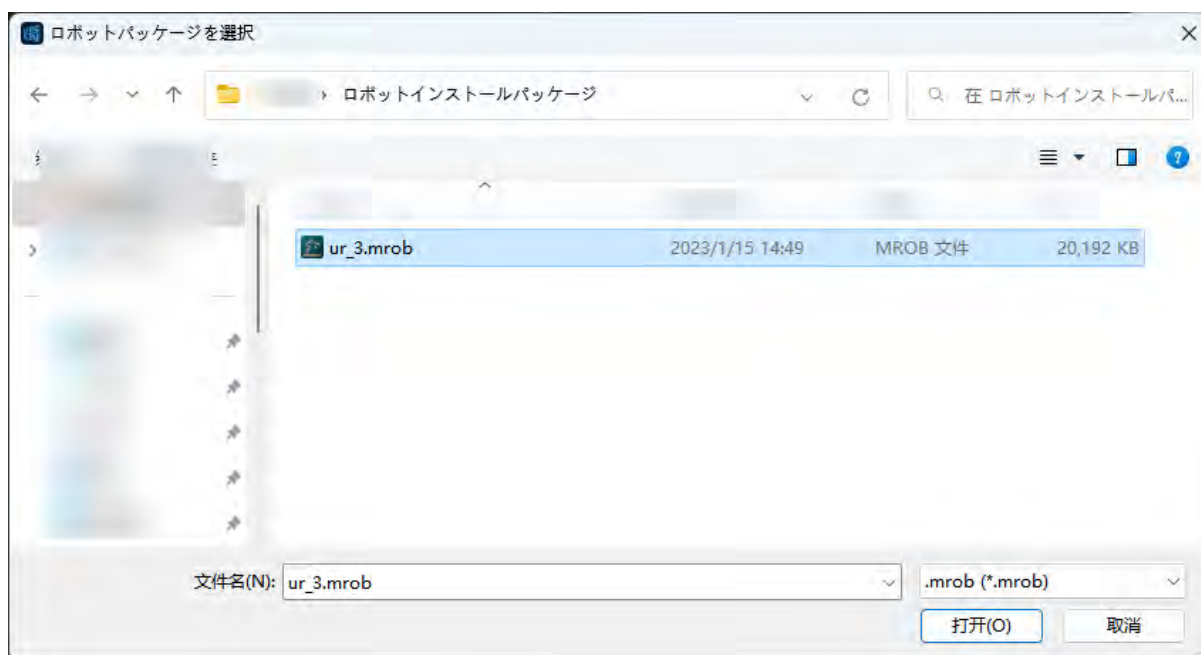 ロボットパッケージを選択
ロボットインストールパッケージ
在 ロボットインストールパ...
ur_3.mrob 2023/1/15 14:49 MROB 文件 20,192 KB
文件名(N): ur_3.mrob .mrob (*.mrob)
打开(O) 取消